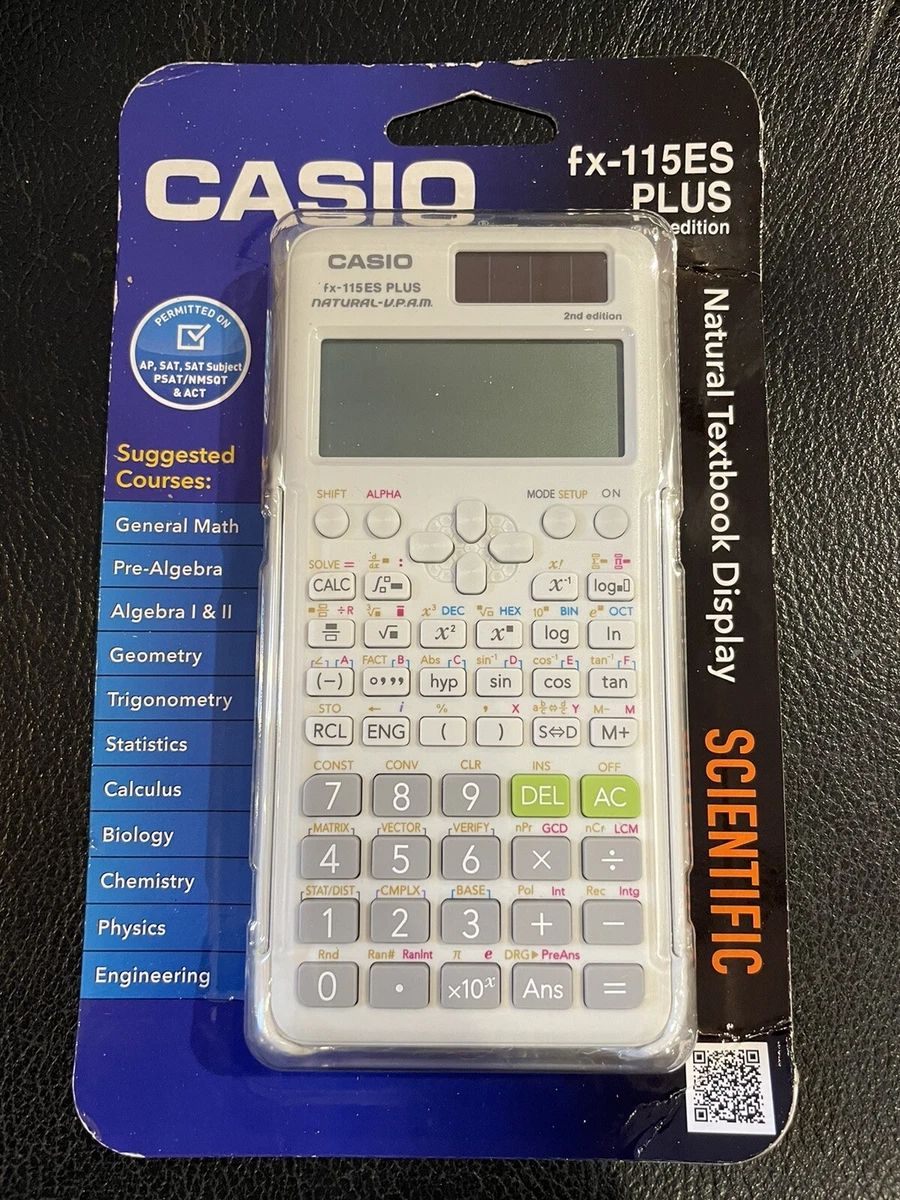 CASIO
fx-115ES
PLUS
edition
CASIO
fx-115ES PLUS
NATURAL-V.P.A.M.
2nd edition
PERMITTED ON
AP, SAT, SAT Subject
PSAT/NMSQT
& ACT
Suggested
Courses:
General Math
Pre-Algebra
Algebra I & II
Geometry
Trigonometry
Statistics
Calculus
Biology
Chemistry
Physics
Engineering
Natural Textbook Display
SCIENTIFIC
SHIFT ALPHA MODE SETUP ON
SOLVE = d/dx■ : x! Σ■ Π■
CALC ∫■ x⁻¹ log■□
■■/■ ÷R ³√■ x³ DEC ■√□ HEX 10■ BIN e■ OCT
√■ x² x■ log ln
∠ A FACT B Abs C sin⁻¹ D cos⁻¹ E tan⁻¹ F
(−) °’’’ hyp sin cos tan
STO ← i % , X a b/c⇔d/c Y M− M
RCL ENG ( ) S⇔D M+
CONST CONV CLR INS OFF
7 8 9 DEL AC
MATRIX VECTOR VERIFY nPr GCD nCr LCM
4 5 6 × ÷
STAT/DIST CMPLX BASE Pol Int Rec Intg
1 2 3 + −
Rnd Ran# RanInt π e DRG▶ PreAns
0 . ×10ˣ Ans =